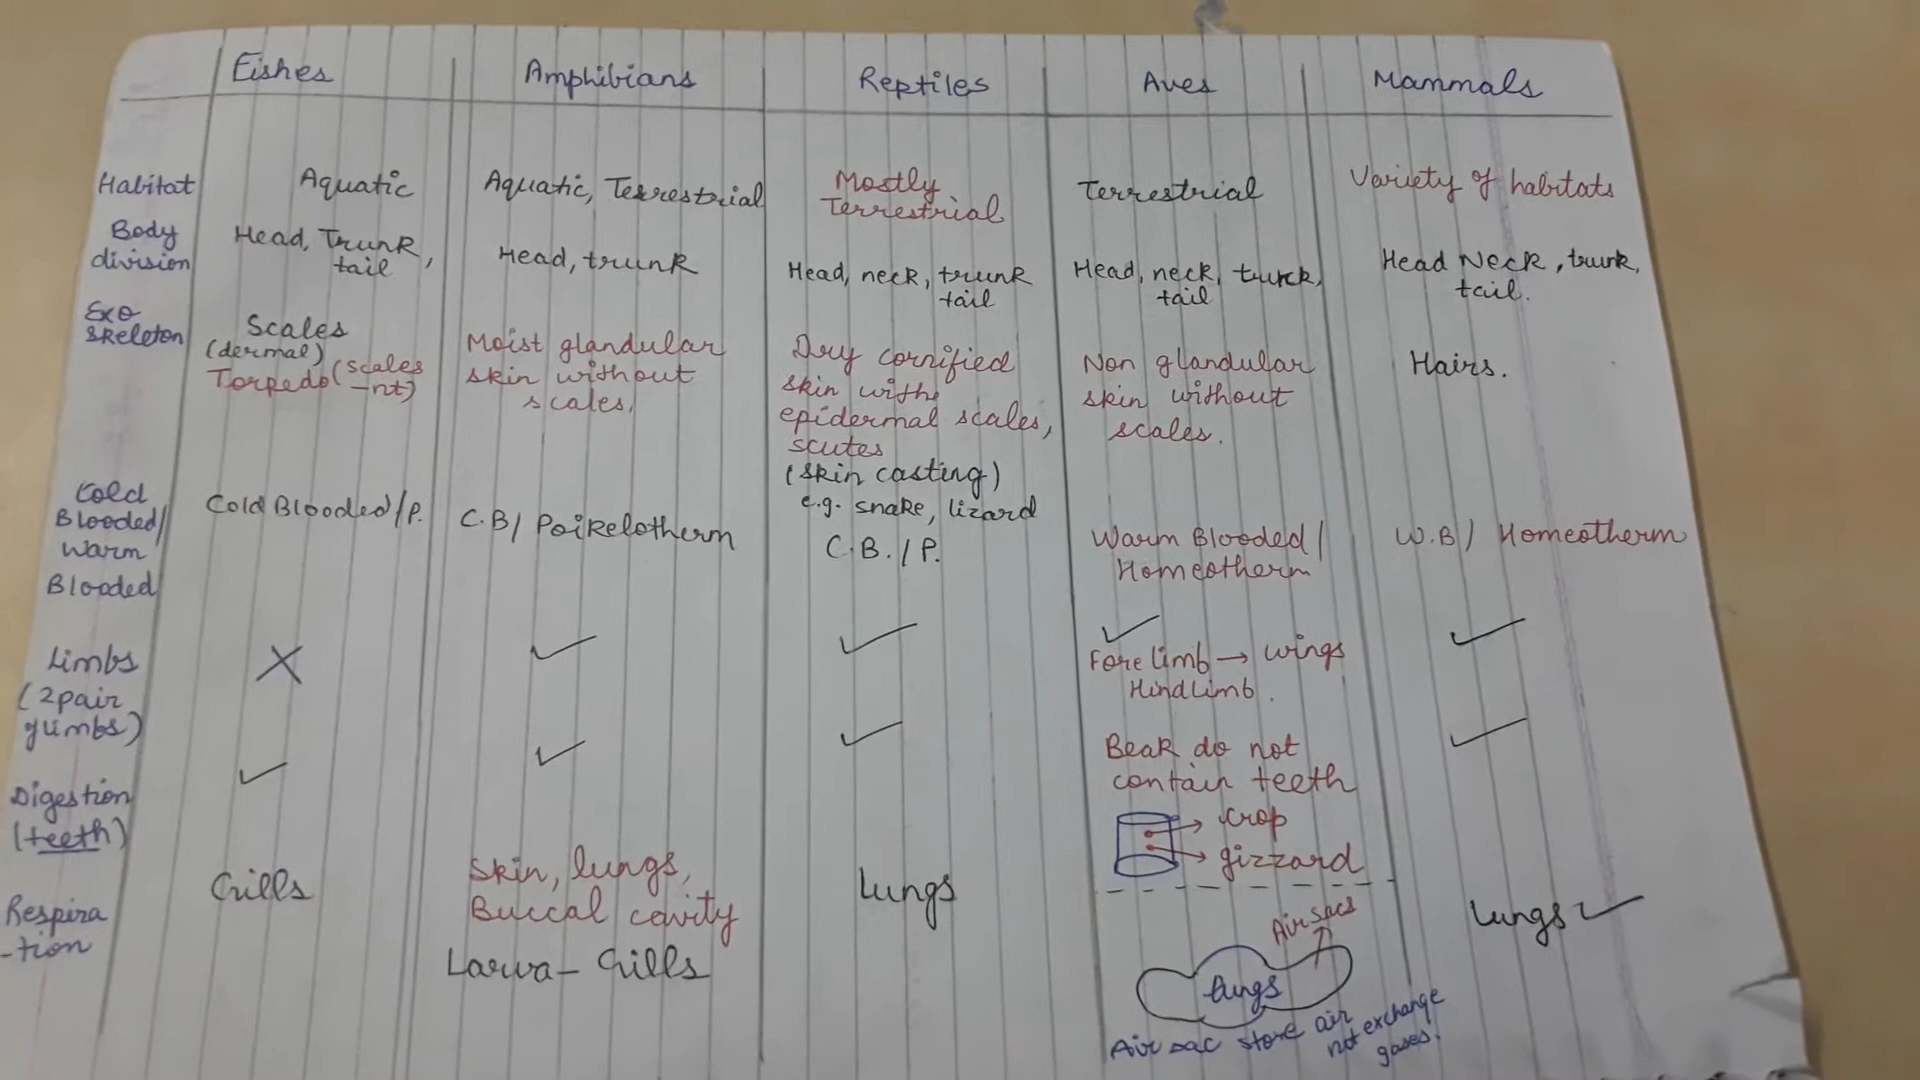 Fishes Amphibians Reptiles Aves Mammals
Habitat Aquatic Aquatic, Terrestrial Mostly Terrestrial Terrestrial Variety of habitats
Body division Head, Trunk, tail Head, trunk Head, neck, trunk tail Head, neck, turck, tail Head Neck, trunk, tail.
Exo skeleton Scales (dermal) Torpedo (scales -nt) Moist glandular skin without scales, Dry cornified skin with epidermal scales, scutes (skin casting) e.g. snake, lizard Non glandular skin without scales. Hairs.
Cold Blooded/ Warm Blooded Cold Blooded/P. C.B/ Poikelotherm C.B./P. Warm Blooded/ Homeotherm W.B/ Homeotherm
Limbs (2pair glimbs) X ✓ ✓ ✓ Fore limb → wings Hindlimb. ✓
Digestion (teeth) ✓ ✓ ✓ Beak do not contain teeth crop gizzard ✓
Respira -tion Gills Skin, lungs, Buccal cavity Larva - Gills Lungs Air sacs lungs Air sac store air not exchange gases. Lungs ✓